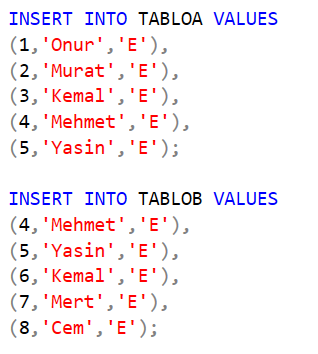 INSERT INTO TABLOA VALUES
(1,'Onur','E'),
(2,'Murat','E'),
(3,'Kemal','E'),
(4,'Mehmet','E'),
(5,'Yasin','E');
INSERT INTO TABLOB VALUES
(4,'Mehmet','E'),
(5,'Yasin','E'),
(6,'Kemal','E'),
(7,'Mert','E'),
(8,'Cem','E');